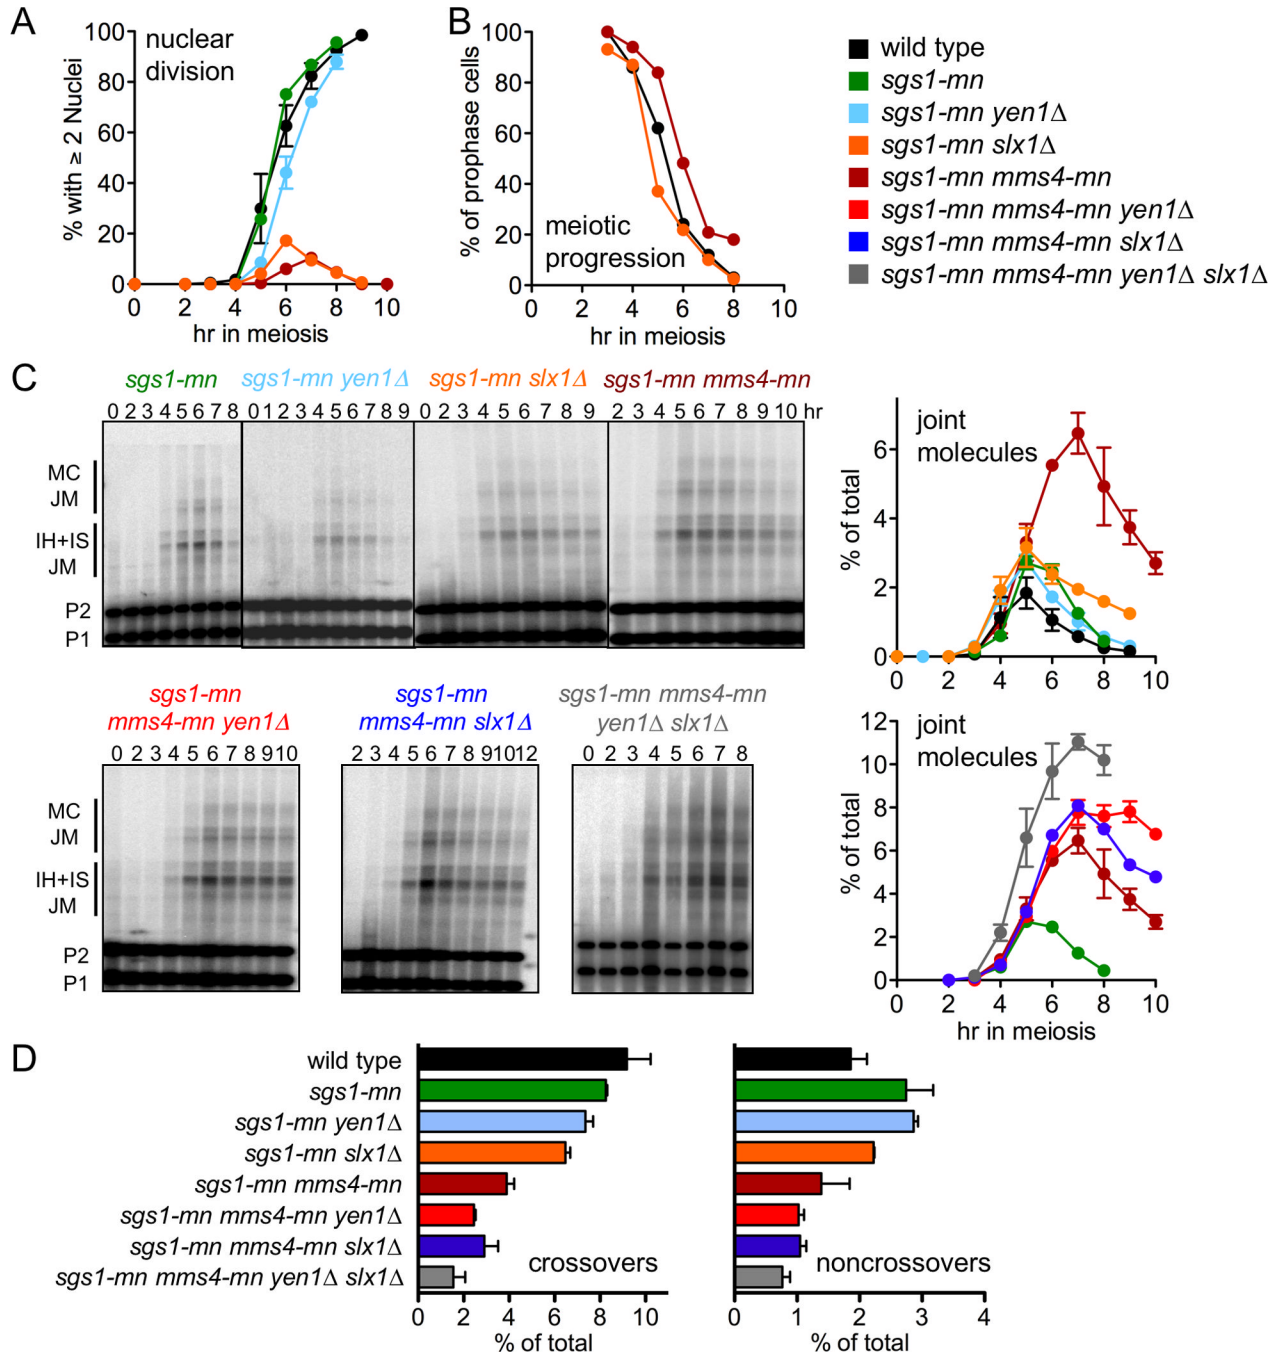 A
nuclear
division
% with ≥ 2 Nuclei
100
80
60
40
20
0
0 2 4 6 8 10
hr in meiosis
B
% of prophase cells
100
80
60
40
20
0
meiotic
progression
0 2 4 6 8 10
hr in meiosis
wild type
sgs1-mn
sgs1-mn yen1Δ
sgs1-mn slx1Δ
sgs1-mn mms4-mn
sgs1-mn mms4-mn yen1Δ
sgs1-mn mms4-mn slx1Δ
sgs1-mn mms4-mn yen1Δ slx1Δ
C
sgs1-mn sgs1-mn yen1Δ sgs1-mn slx1Δ sgs1-mn mms4-mn
0 2 3 4 5 6 7 8 0 1 2 3 4 5 6 7 8 9 0 2 3 4 5 6 7 8 9 2 3 4 5 6 7 8 9 10 hr
MC
JM
IH+IS
JM
P2
P1
joint
molecules
% of total
6
4
2
0
0 2 4 6 8 10
sgs1-mn
mms4-mn yen1Δ
sgs1-mn
mms4-mn slx1Δ
sgs1-mn mms4-mn
yen1Δ slx1Δ
0 2 3 4 5 6 7 8 9 10 2 3 4 5 6 7 8 9 10 12 0 2 3 4 5 6 7 8
MC
JM
IH+IS
JM
P2
P1
joint
molecules
% of total
12
10
8
6
4
2
0
0 2 4 6 8 10
hr in meiosis
D
wild type
sgs1-mn
sgs1-mn yen1Δ
sgs1-mn slx1Δ
sgs1-mn mms4-mn
sgs1-mn mms4-mn yen1Δ
sgs1-mn mms4-mn slx1Δ
sgs1-mn mms4-mn yen1Δ slx1Δ
crossovers
0 2 4 6 8 10
% of total
noncrossovers
0 1 2 3 4
% of total